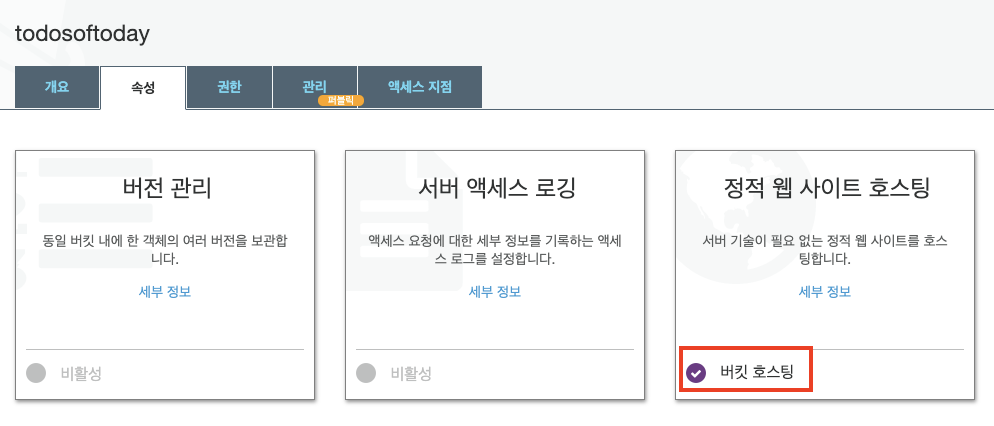 todosoftoday
개요
속성
권한
관리
퍼블릭
액세스 지점
버전 관리
동일 버킷 내에 한 객체의 여러 버전을 보관합
니다.
세부 정보
비활성
서버 액세스 로깅
액세스 요청에 대한 세부 정보를 기록하는 액세
스 로그를 설정합니다.
세부 정보
비활성
정적 웹 사이트 호스팅
서버 기술이 필요 없는 정적 웹 사이트를 호스
팅합니다.
세부 정보
버킷 호스팅